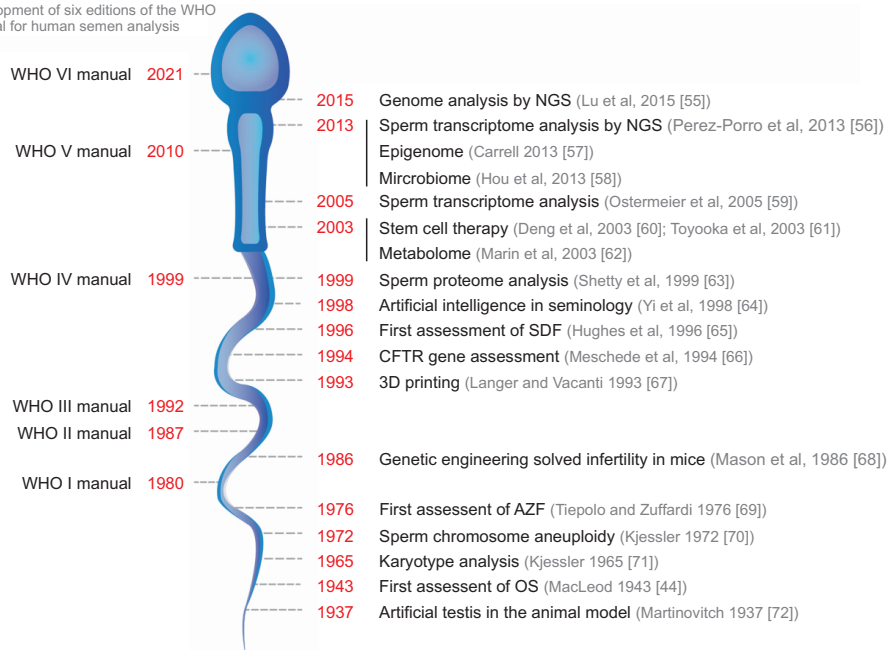 of six editions of the WHO
for human semen analysis
WHO VI manual 2021
2015 Genome analysis by NGS (Lu et al, 2015 [55])
2013 Sperm transcriptome analysis by NGS (Perez-Porro et al, 2013 [56])
WHO V manual 2010 Epigenome (Carrell 2013 [57])
Mircrobiome (Hou et al, 2013 [58])
2005 Sperm transcriptome analysis (Ostermeier et al, 2005 [59])
2003 Stem cell therapy (Deng et al, 2003 [60]; Toyooka et al, 2003 [61])
Metabolome (Marin et al, 2003 [62])
WHO IV manual 1999 1999 Sperm proteome analysis (Shetty et al, 1999 [63])
1998 Artificial intelligence in seminology (Yi et al, 1998 [64])
1996 First assessment of SDF (Hughes et al, 1996 [65])
1994 CFTR gene assessment (Meschede et al, 1994 [66])
1993 3D printing (Langer and Vacanti 1993 [67])
WHO III manual 1992
WHO II manual 1987
1986 Genetic engineering solved infertility in mice (Mason et al, 1986 [68])
WHO I manual 1980
1976 First assessent of AZF (Tiepolo and Zuffardi 1976 [69])
1972 Sperm chromosome aneuploidy (Kjessler 1972 [70])
1965 Karyotype analysis (Kjessler 1965 [71])
1943 First assessent of OS (MacLeod 1943 [44])
1937 Artificial testis in the animal model (Martinovitch 1937 [72])